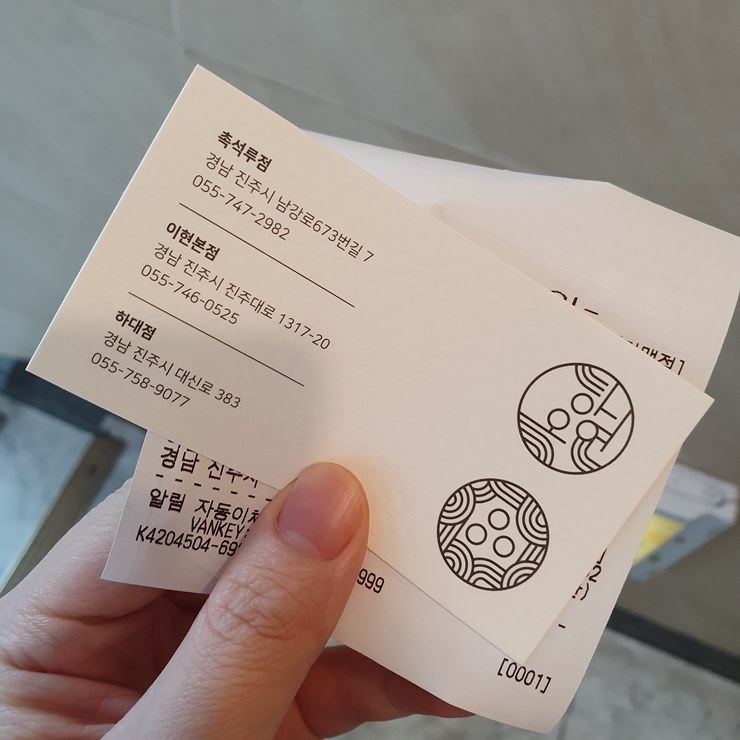 촉석루점
경남 진주시 남강로673번길 7
055-747-2982
이현본점
경남 진주시 진주대로 1317-20
055-746-0525
하대점
경남 진주시 대신로 383
055-758-9077
경남 진주시
알림 자동이체
VANKEY
K4204504-69
999
[0001]